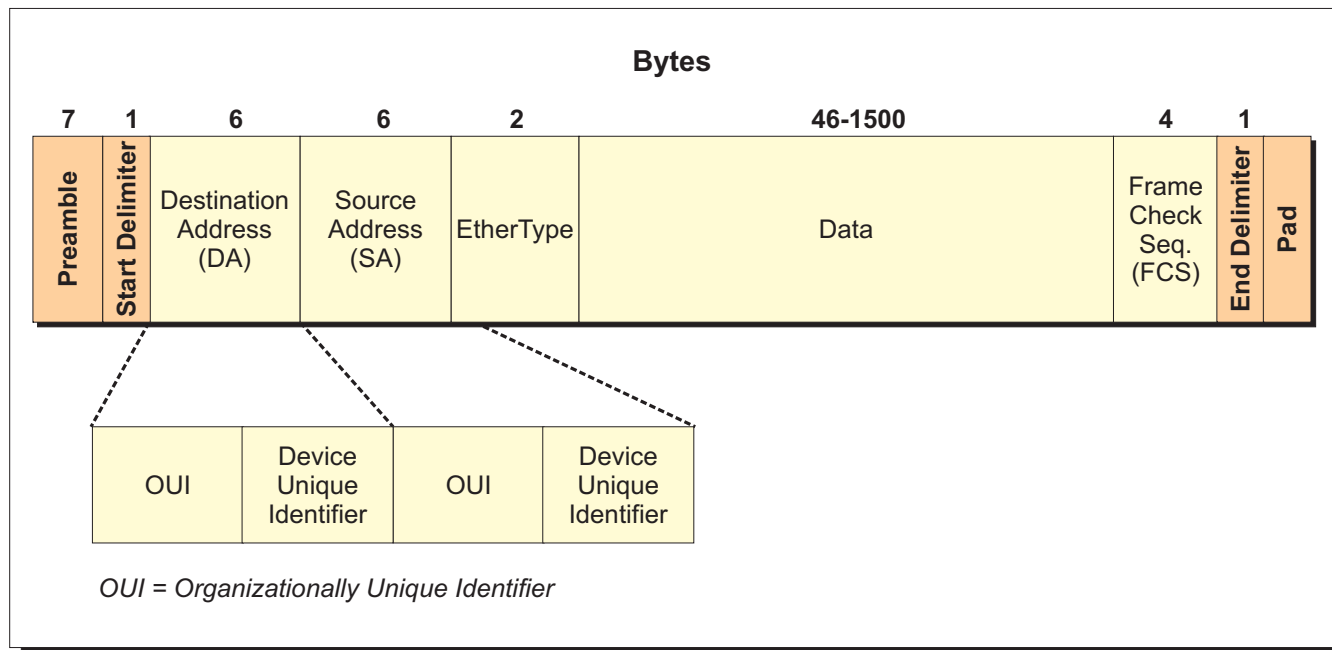 Bytes
7 1 6 6 2 46-1500 4 1
Preamble
Start Delimiter
Destination
Address
(DA)
Source
Address
(SA)
EtherType
Data
Frame
Check
Seq.
(FCS)
End Delimiter
Pad
OUI
Device
Unique
Identifier
OUI
Device
Unique
Identifier
OUI = Organizationally Unique Identifier